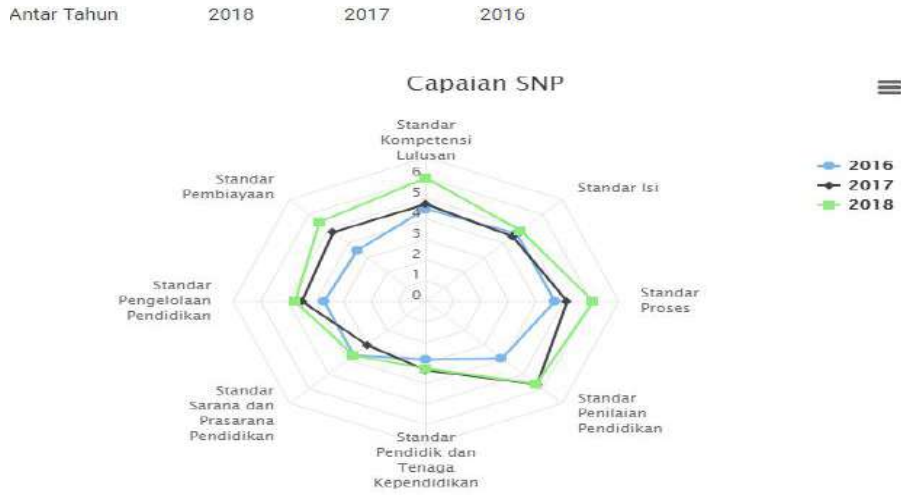 Antar Tahun 2018 2017 2016
Capaian SNP
Standar
Kompetensi
Lulusan
Standar Isi
Standar
Proses
Standar
Penilaian
Pendidikan
Standar
Pendidik dan
Tenaga
Kependidikan
Standar
Sarana dan
Prasarana
Pendidikan
Standar
Pengelolaan
Pendidikan
Standar
Pembiayaan
6
5
4
3
2
1
0
2016
2017
2018